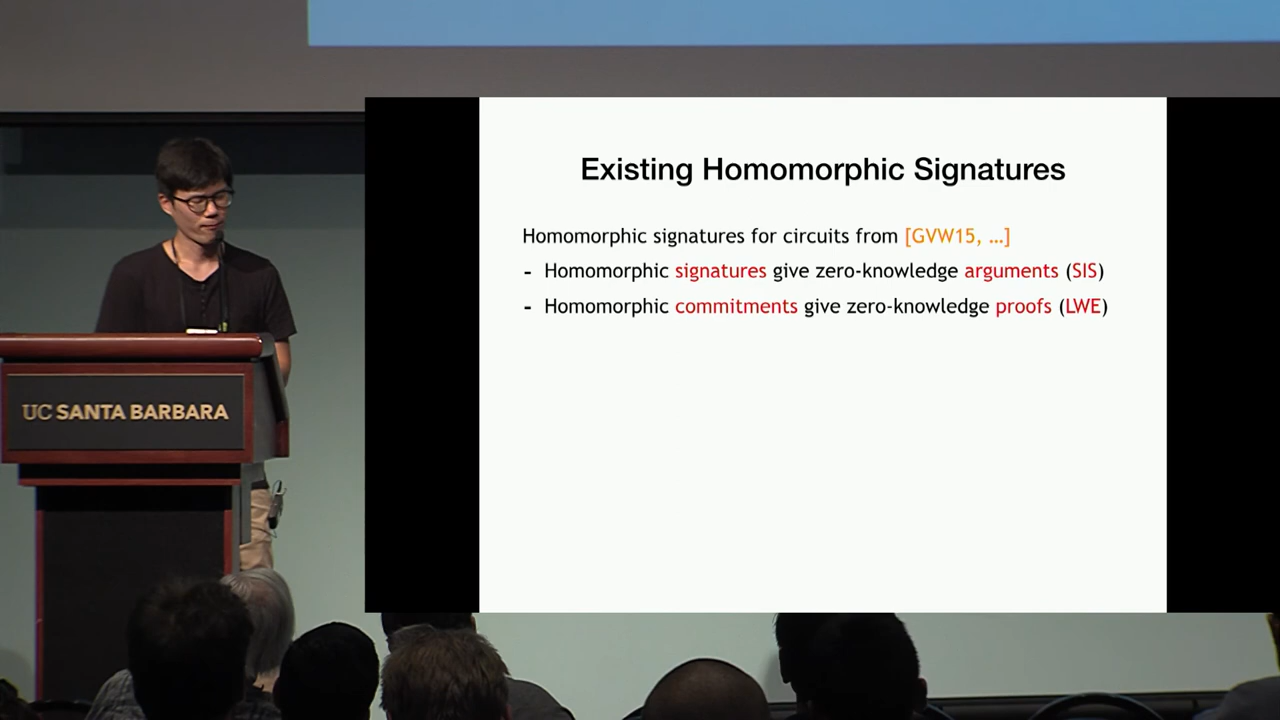 Existing Homomorphic Signatures
Homomorphic signatures for circuits from [GVW15, ...]
- Homomorphic signatures give zero-knowledge arguments (SIS)
- Homomorphic commitments give zero-knowledge proofs (LWE)
UC SANTA BARBARA